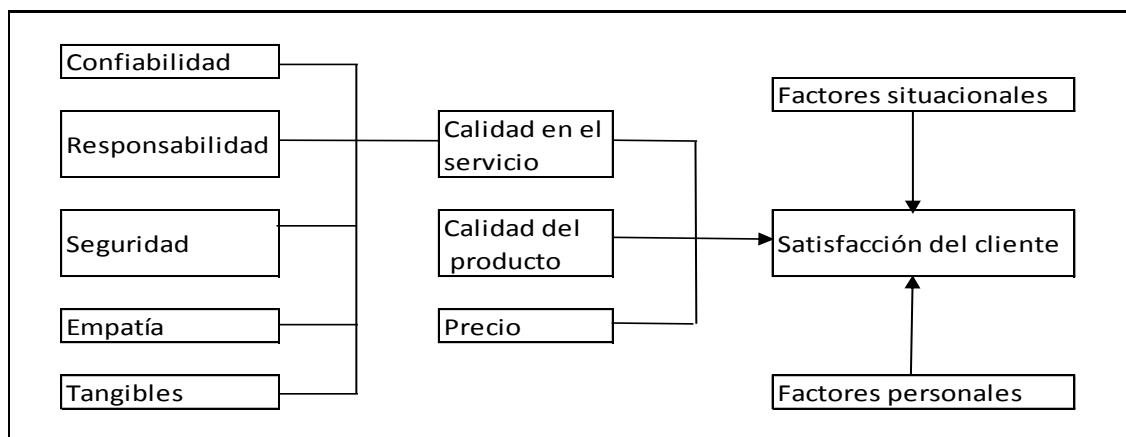 Confiabilidad
Responsabilidad
Seguridad
Empatía
Tangibles
Calidad en el
servicio
Calidad del
producto
Precio
Factores situacionales
Satisfacción del cliente
Factores personales